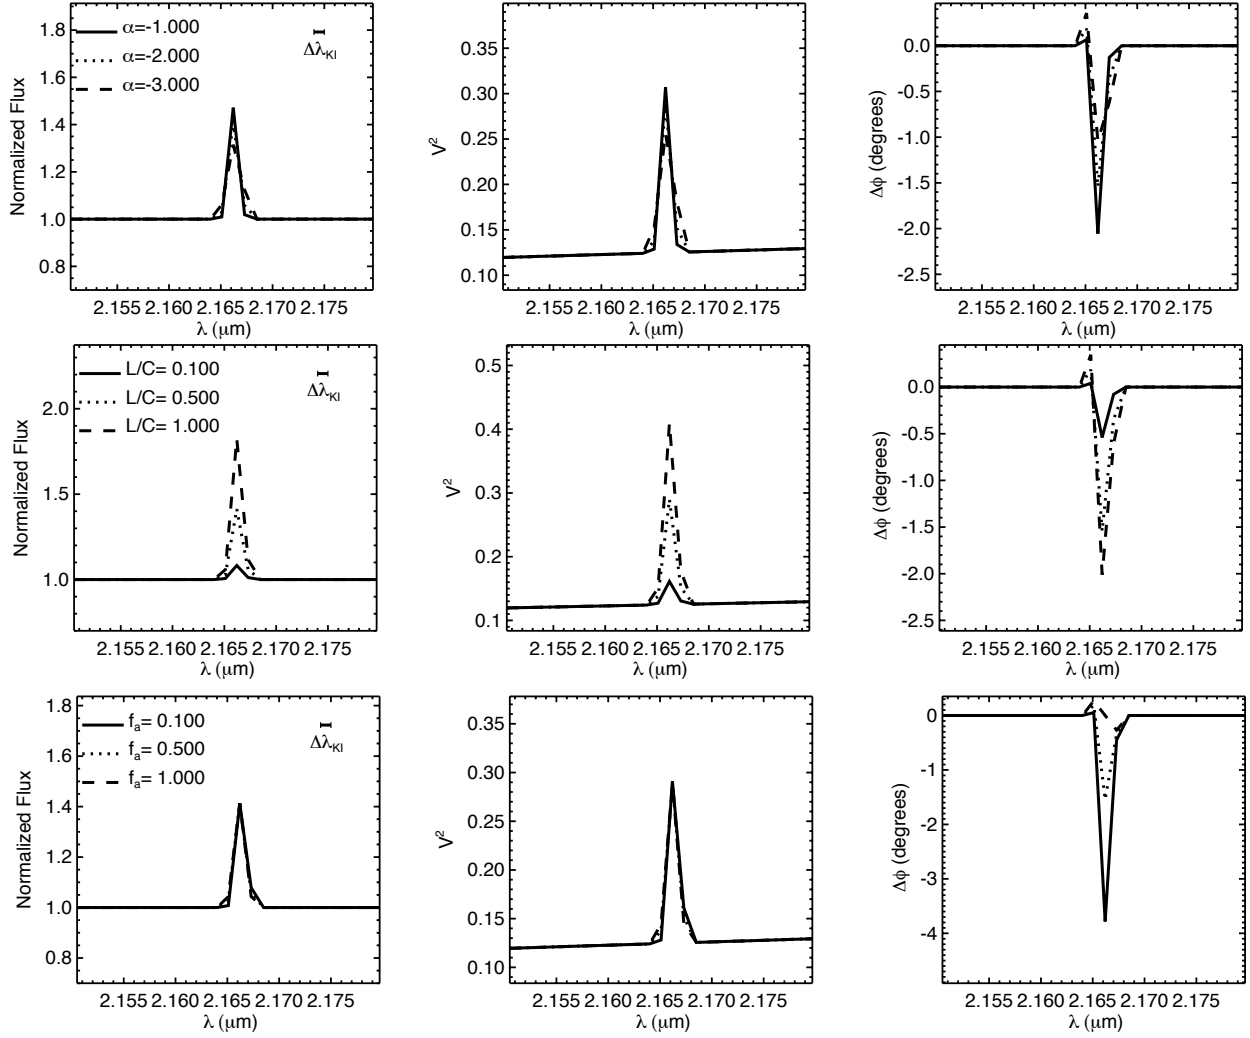 1.8
1.6
1.4
1.2
1.0
0.8
Normalized Flux
α=-1.000
α=-2.000
α=-3.000
Δλ_KI
2.155 2.160 2.165 2.170 2.175
λ (μm)
0.35
0.30
0.25
0.20
0.15
0.10
V²
2.155 2.160 2.165 2.170 2.175
λ (μm)
0.0
-0.5
-1.0
-1.5
-2.0
-2.5
Δφ (degrees)
2.155 2.160 2.165 2.170 2.175
λ (μm)
2.0
1.5
1.0
Normalized Flux
L/C= 0.100
L/C= 0.500
L/C= 1.000
Δλ_KI
2.155 2.160 2.165 2.170 2.175
λ (μm)
0.5
0.4
0.3
0.2
0.1
V²
2.155 2.160 2.165 2.170 2.175
λ (μm)
0.0
-0.5
-1.0
-1.5
-2.0
-2.5
Δφ (degrees)
2.155 2.160 2.165 2.170 2.175
λ (μm)
1.8
1.6
1.4
1.2
1.0
0.8
Normalized Flux
f_a= 0.100
f_a= 0.500
f_a= 1.000
Δλ_KI
2.155 2.160 2.165 2.170 2.175
λ (μm)
0.35
0.30
0.25
0.20
0.15
0.10
V²
2.155 2.160 2.165 2.170 2.175
λ (μm)
0
-1
-2
-3
-4
Δφ (degrees)
2.155 2.160 2.165 2.170 2.175
λ (μm)